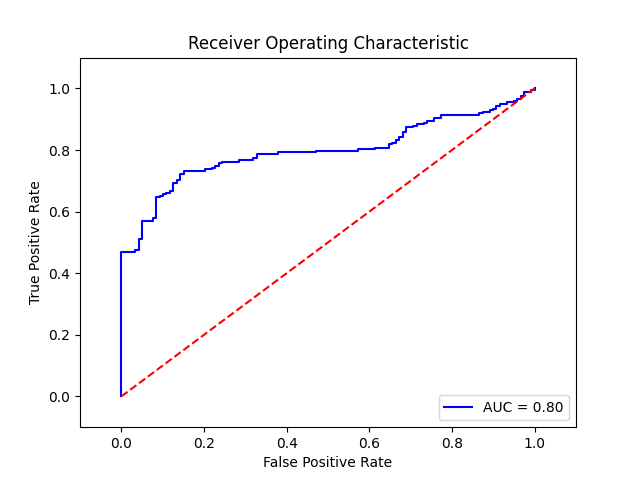 Receiver Operating Characteristic
True Positive Rate
1.0
0.8
0.6
0.4
0.2
0.0
0.0 0.2 0.4 0.6 0.8 1.0
False Positive Rate
AUC = 0.80